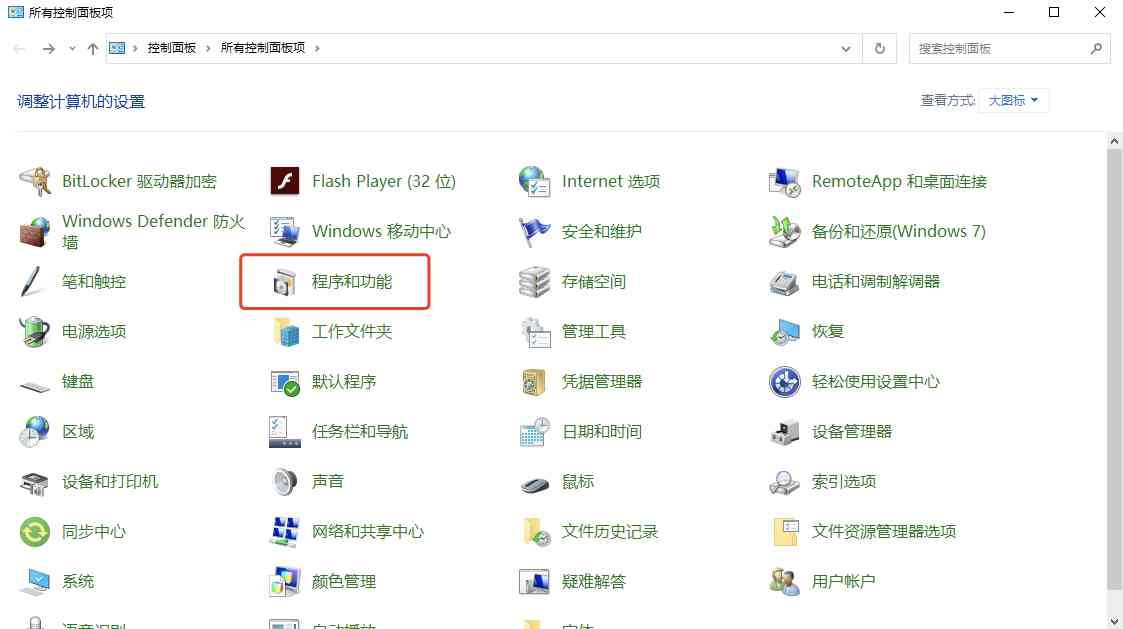 所有控制面板项
控制面板 所有控制面板项
搜索控制面板
调整计算机的设置
查看方式: 大图标
BitLocker 驱动器加密
Flash Player (32 位)
Internet 选项
RemoteApp 和桌面连接
Windows Defender 防火
墙
Windows 移动中心
安全和维护
备份和还原(Windows 7)
笔和触控
程序和功能
存储空间
电话和调制解调器
电源选项
工作文件夹
管理工具
恢复
键盘
默认程序
凭据管理器
轻松使用设置中心
区域
任务栏和导航
日期和时间
设备管理器
设备和打印机
声音
鼠标
索引选项
同步中心
网络和共享中心
文件历史记录
文件资源管理器选项
系统
颜色管理
疑难解答
用户帐户
语音识别
自动播放
字体